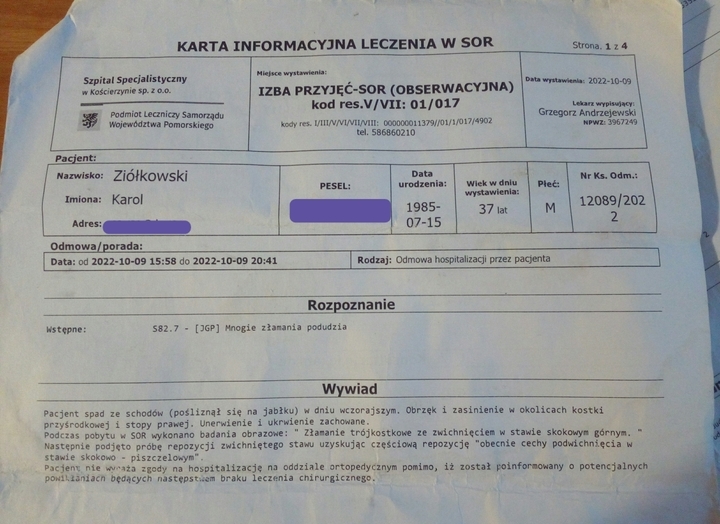 KARTA INFORMACYJNA LECZENIA W SOR
Strona. 1 z 4
Szpital Specjalistyczny
w Kościerzynie sp. z o.o.
Podmiot Leczniczy Samorządu
Województwa Pomorskiego
Miejsce wystawienia:
IZBA PRZYJĘĆ-SOR (OBSERWACYJNA)
kod res.V/VII: 01/017
kody res. I/III/V/VI/VII/VIII: 000000011379//01/1/017/4902
tel. 586860210
Data wystawienia: 2022-10-09
Lekarz wypisujący:
Grzegorz Andrzejewski
NPWZ: 3967249
Pacjent:
Nazwisko: Ziółkowski
Imiona: Karol
Adres:
PESEL:
Data
urodzenia:
1985-
07-15
Wiek w dniu
wystawienia:
37 lat
Płeć:
M
Nr Ks. Odm.:
12089/202
2
Odmowa/porada:
Data: od 2022-10-09 15:58 do 2022-10-09 20:41
Rodzaj: Odmowa hospitalizacji przez pacjenta
Rozpoznanie
Wstępne: S82.7 - [JGP] Mnogie złamania podudzia
Wywiad
Pacjent spad ze schodów (pośliznął się na jabłku) w dniu wczorajszym. Obrzęk i zasinienie w okolicach kostki
przyśrodkowej i stopy prawej. Unerwienie i ukrwienie zachowane.
Podczas pobytu w SOR wykonano badania obrazowe: " Złamanie trójkostkowe ze zwichnięciem w stawie skokowym górnym. "
Następnie podjęto próbę repozycji zwichniętego stawu uzyskując częściową repozycję "obecnie cechy podwichnięcia w
stawie skokowo - piszczelowym".
Pacjent nie wyraża zgody na hospitalizację na oddziale ortopedycznym pomimo, iż został poinformowany o potencjalnych
powikłaniach będących następstwem braku leczenia chirurgicznego.